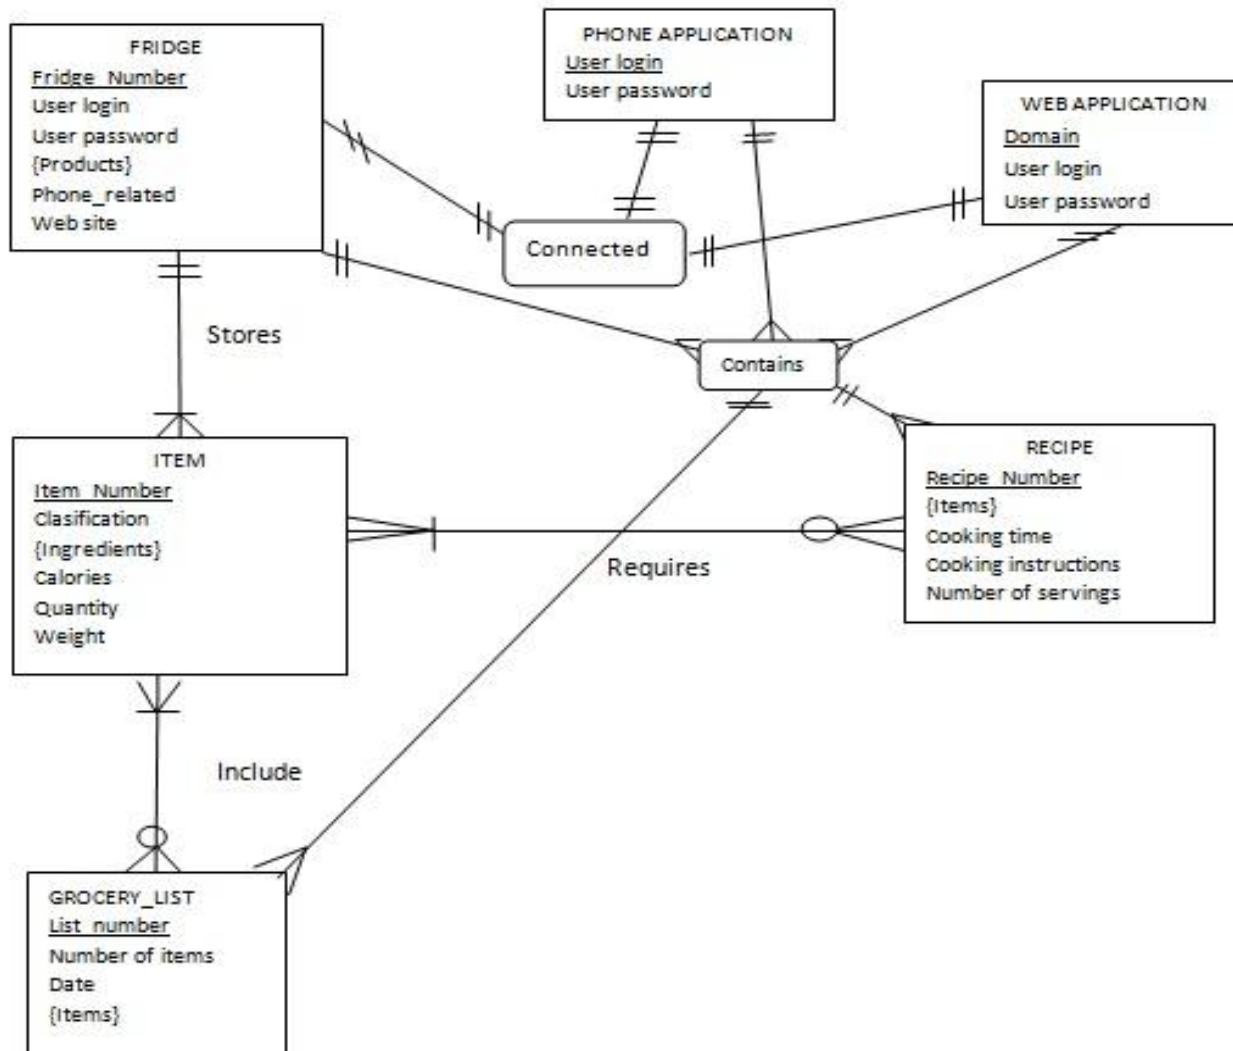 FRIDGE
Fridge_Number
User login
User password
{Products}
Phone_related
Web site
PHONE APPLICATION
User login
User password
WEB APPLICATION
Domain
User login
User password
Connected
Stores
Contains
ITEM
Item_Number
Clasification
{Ingredients}
Calories
Quantity
Weight
RECIPE
Recipe_Number
{Items}
Cooking time
Cooking instructions
Number of servings
Requires
Include
GROCERY_LIST
List_number
Number of items
Date
{Items}